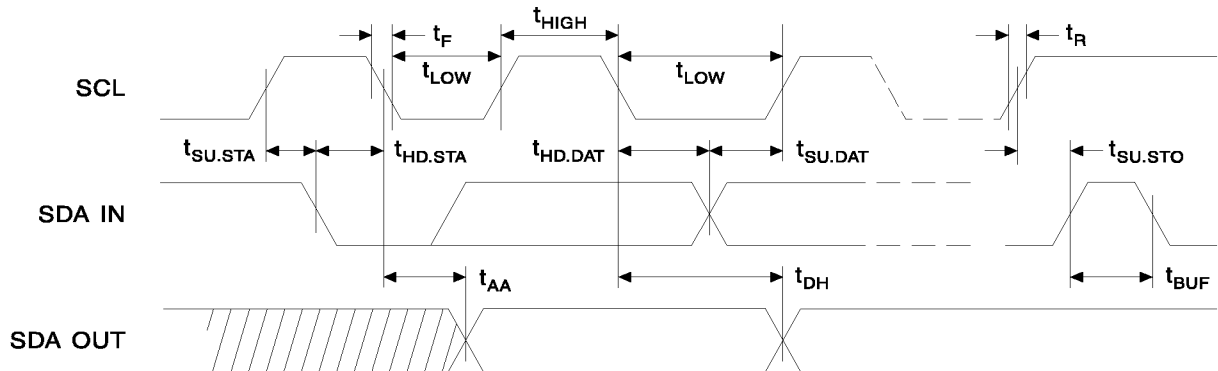 tF
tHIGH
tR
tLOW
tLOW
SCL
tSU.STA
tHD.STA
tHD.DAT
tSU.DAT
tSU.STO
SDA IN
tAA
tDH
tBUF
SDA OUT